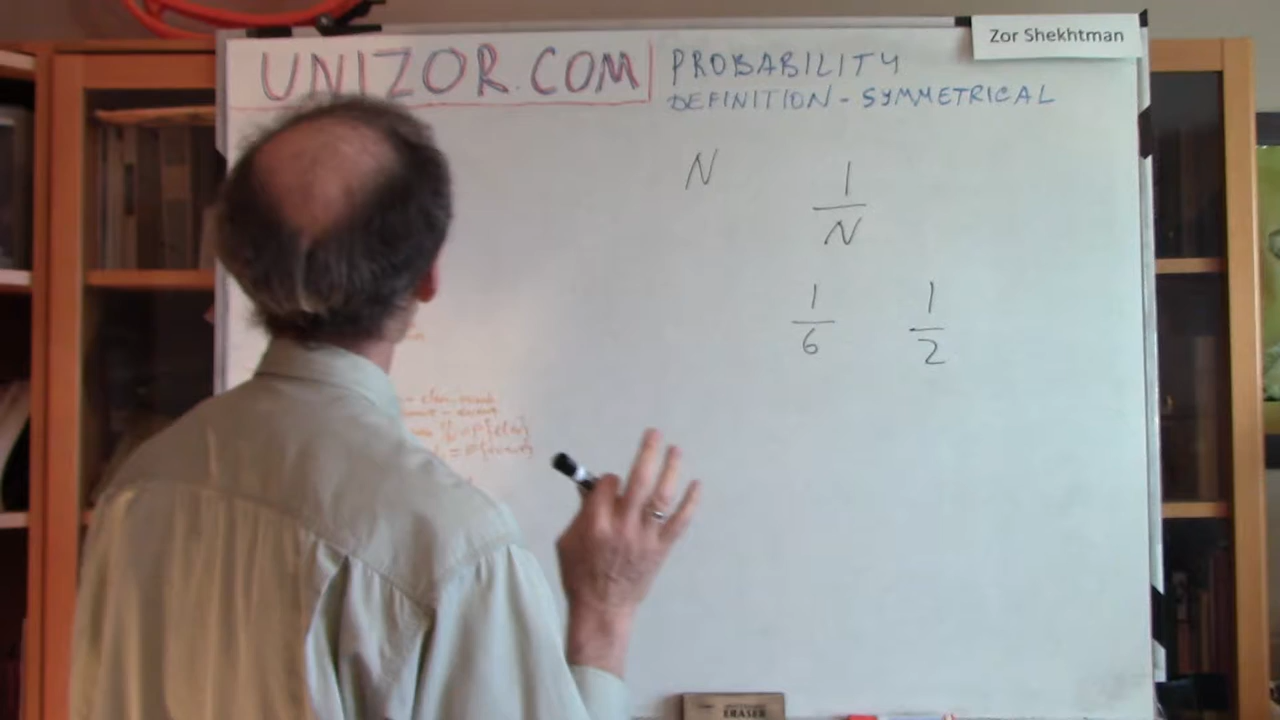 Zor Shekhtman
UNIZOR.COM
PROBABILITY
DEFINITION - SYMMETRICAL
N
1
N
1
6
1
2
ERASER